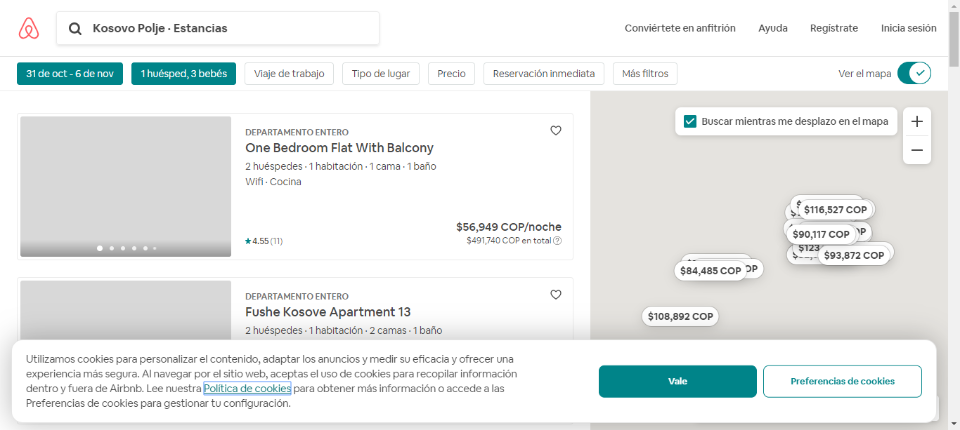 Kosovo Polje · Estancias
Conviértete en anfitrión
Ayuda
Regístrate
Inicia sesión
31 de oct - 6 de nov
1 huésped, 3 bebés
Viaje de trabajo
Tipo de lugar
Precio
Reservación inmediata
Más filtros
Ver el mapa
DEPARTAMENTO ENTERO
One Bedroom Flat With Balcony
2 huéspedes · 1 habitación · 1 cama · 1 baño
Wifi · Cocina
$56,949 COP/noche
4.55 (11)
$491,740 COP en total
DEPARTAMENTO ENTERO
Fushe Kosove Apartment 13
2 huéspedes · 1 habitación · 2 camas · 1 baño
Buscar mientras me desplazo en el mapa
$116,527 COP
$90,117 COP
$93,872 COP
$84,485 COP
$108,892 COP
Utilizamos cookies para personalizar el contenido, adaptar los anuncios y medir su eficacia y ofrecer una
experiencia más segura. Al navegar por el sitio web, aceptas el uso de cookies para recopilar información
dentro y fuera de Airbnb. Lee nuestra Política de cookies para obtener más información o accede a las
Preferencias de cookies para gestionar tu configuración.
Vale
Preferencias de cookies